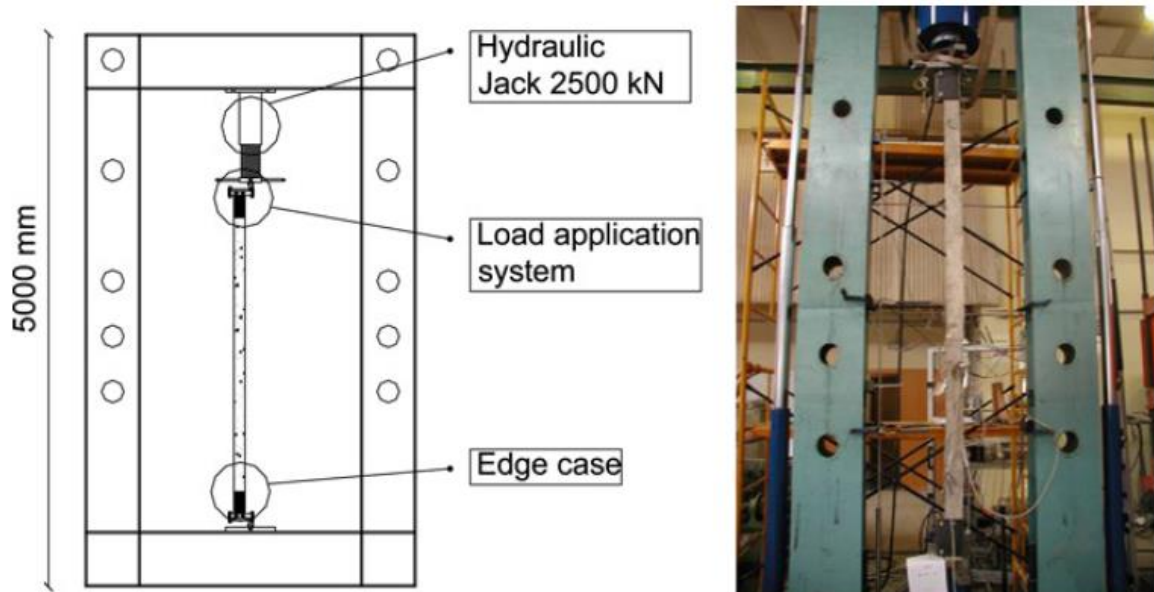 Hydraulic
Jack 2500 kN
Load application
system
5000 mm
Edge case